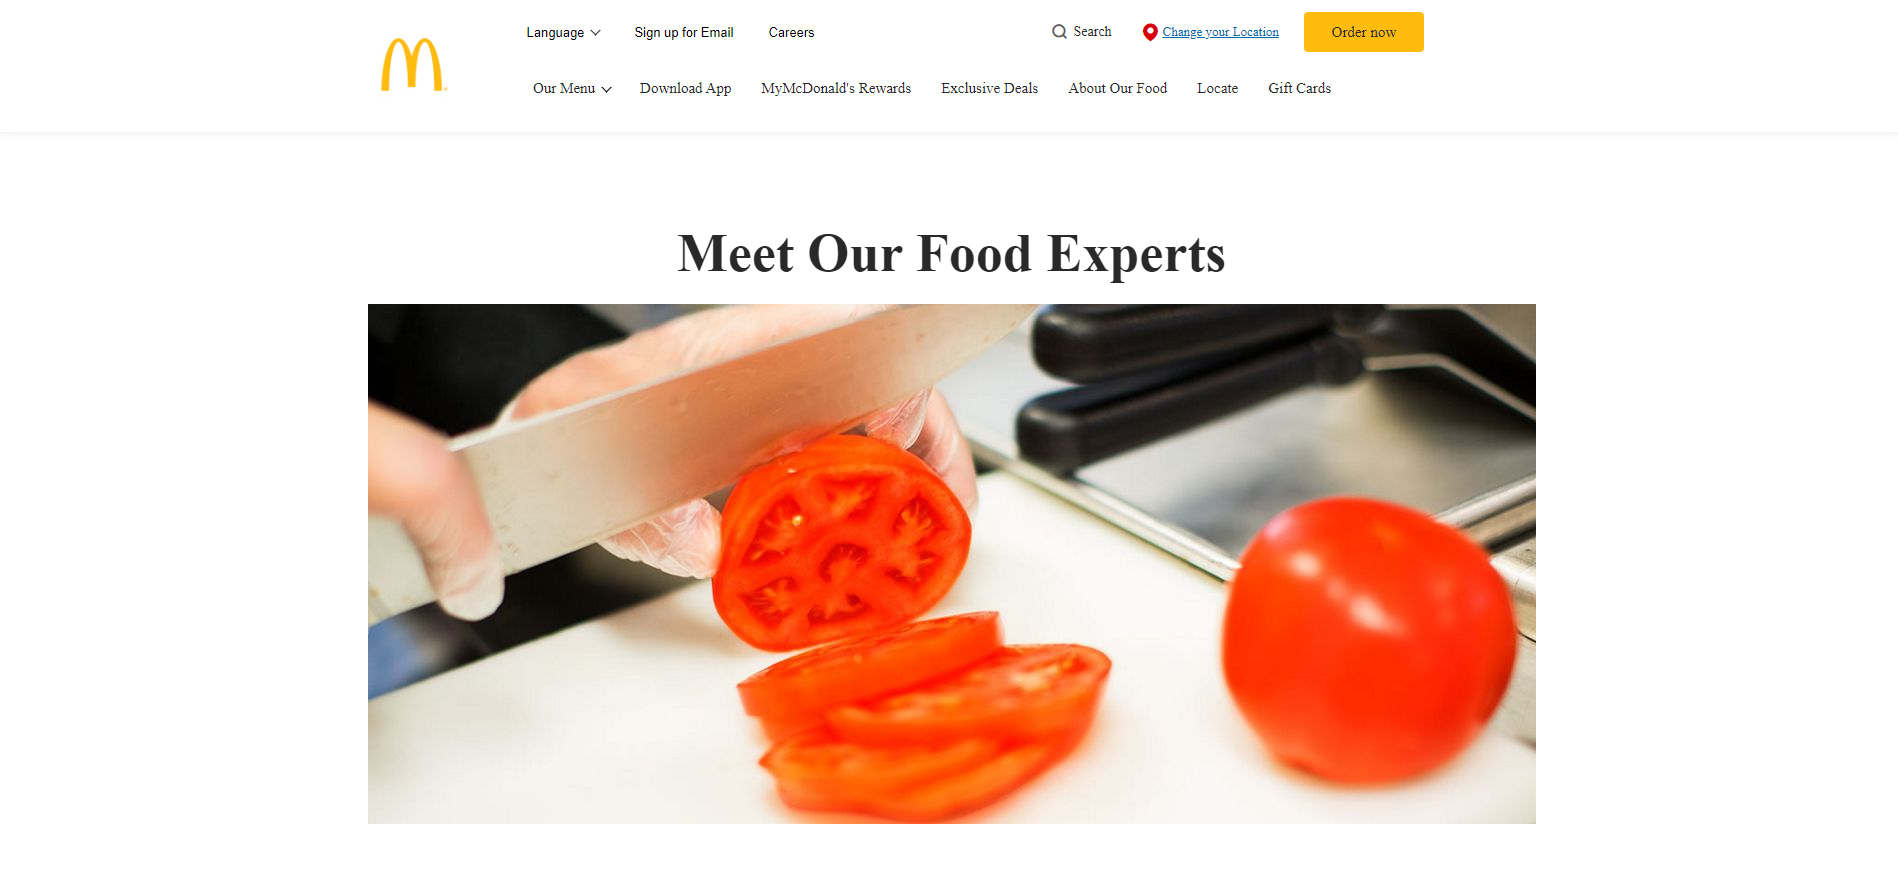 Language
Sign up for Email
Careers
Search
Change your Location
Order now
Our Menu
Download App
MyMcDonald's Rewards
Exclusive Deals
About Our Food
Locate
Gift Cards
Meet Our Food Experts